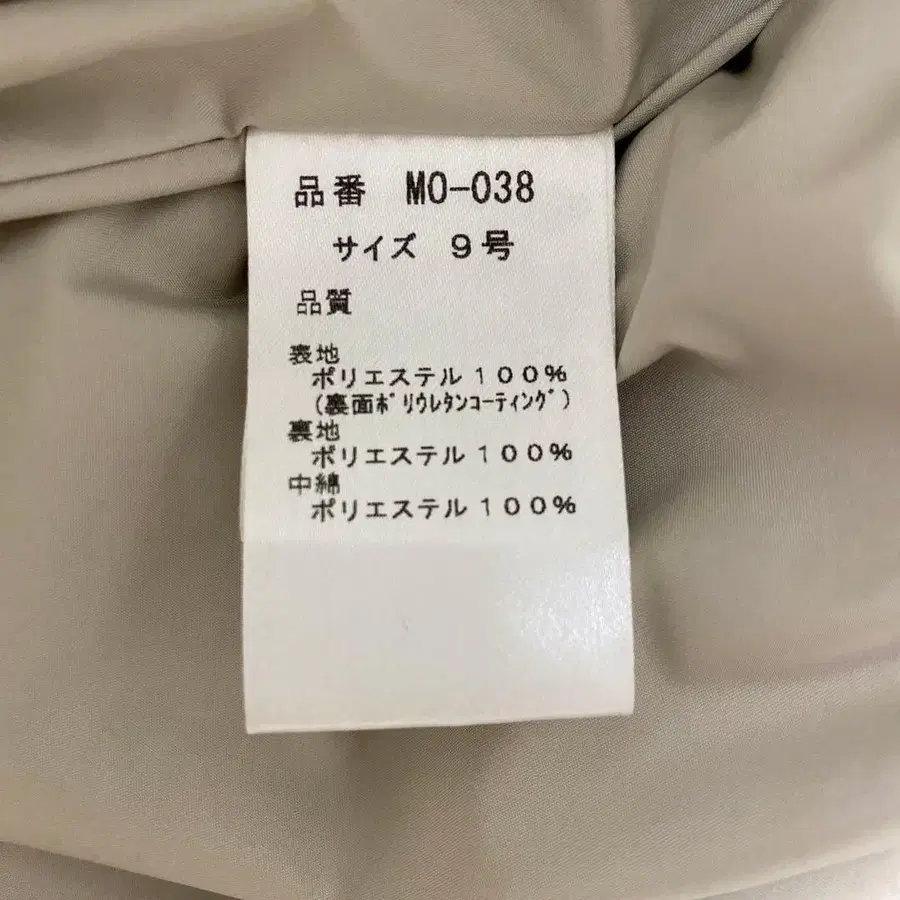 品番 MO-038
サイズ 9号
品質
表地
ポリエステル100%
(裏面ポリウレタンコーティング)
裏地
ポリエステル100%
中綿
ポリエステル100%